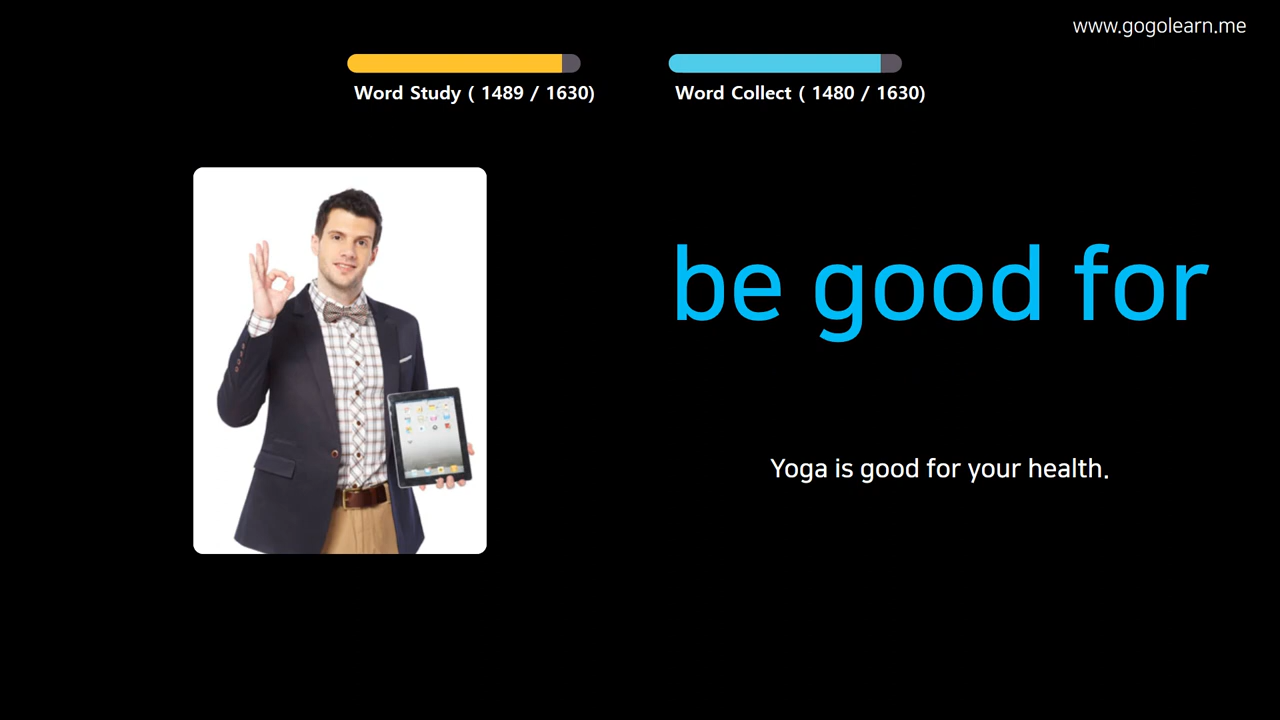 www.gogolearn.me
Word Study ( 1489 / 1630)
Word Collect ( 1480 / 1630)
be good for
Yoga is good for your health.